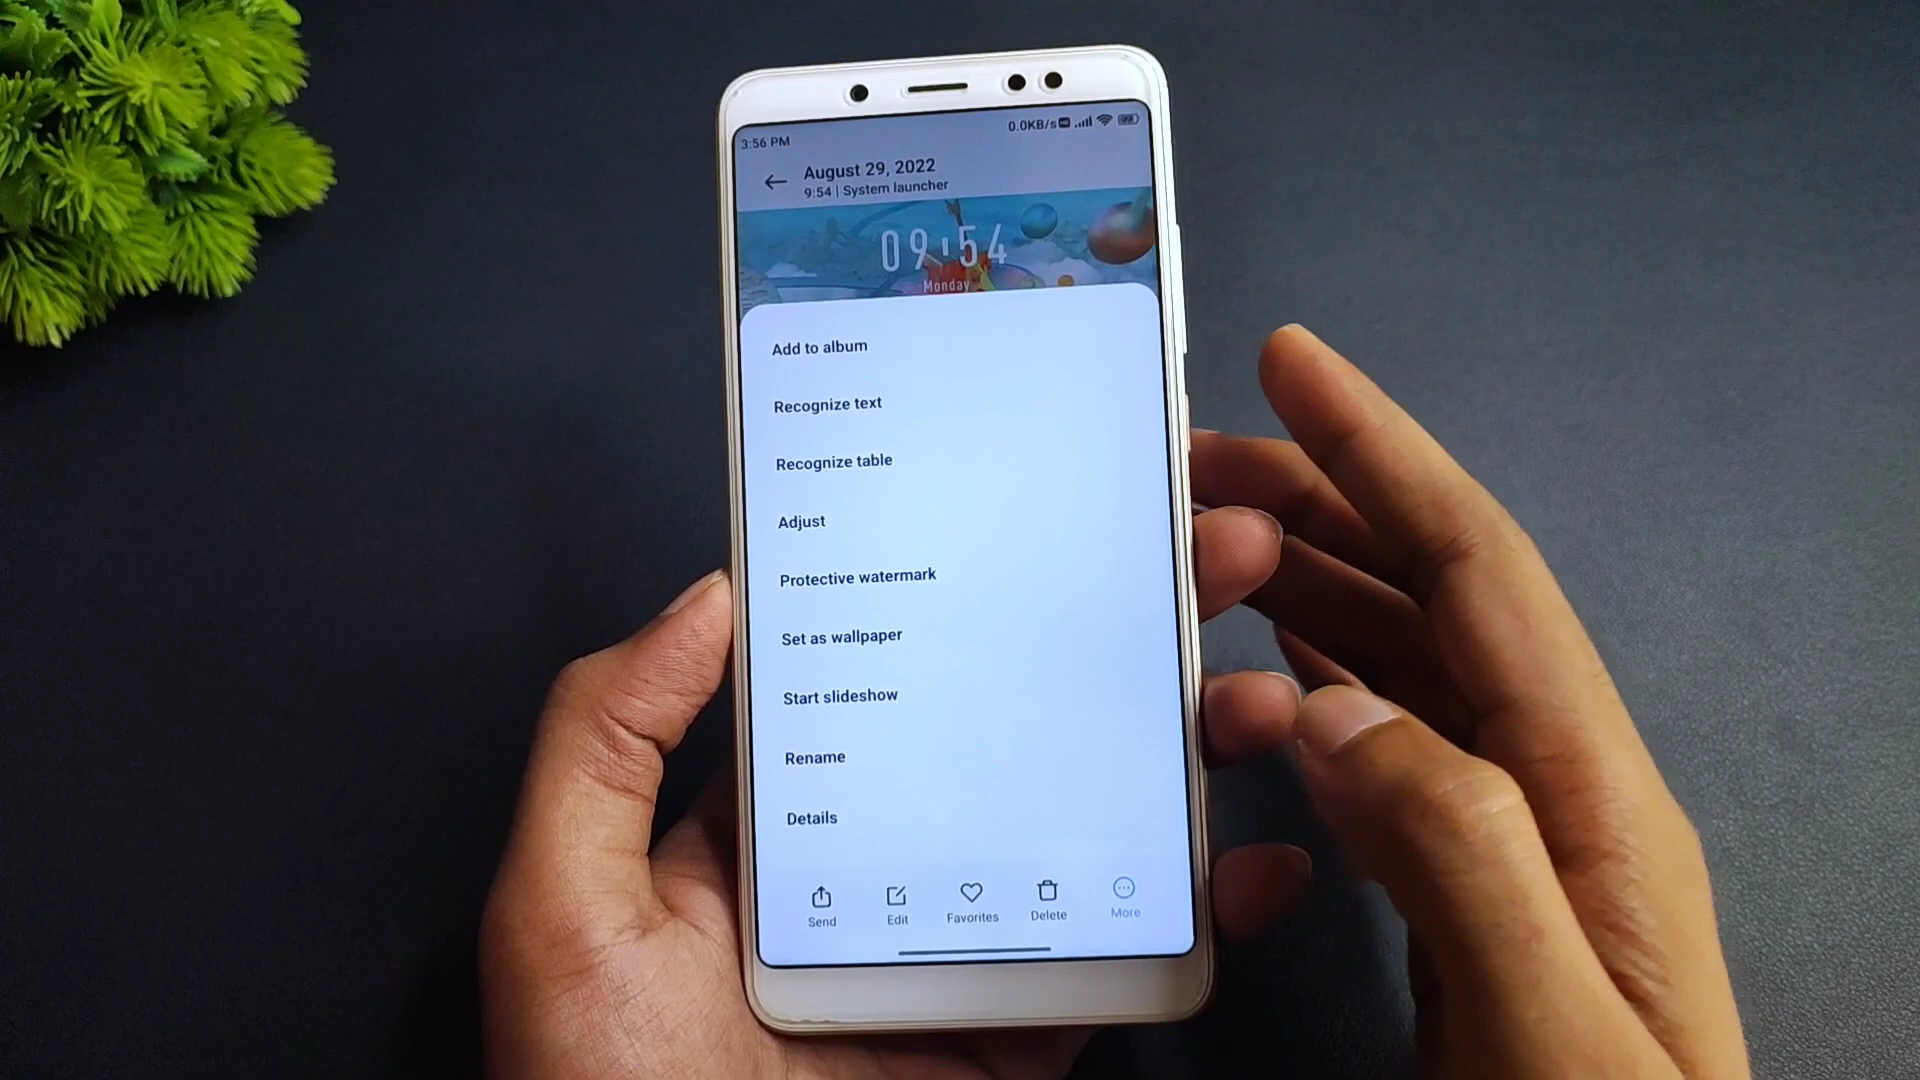 3:56 PM
0.0KB/s
August 29, 2022
9:54 | System launcher
09:54
Monday
Add to album
Recognize text
Recognize table
Adjust
Protective watermark
Set as wallpaper
Start slideshow
Rename
Details
Send
Edit
Favorites
Delete
More